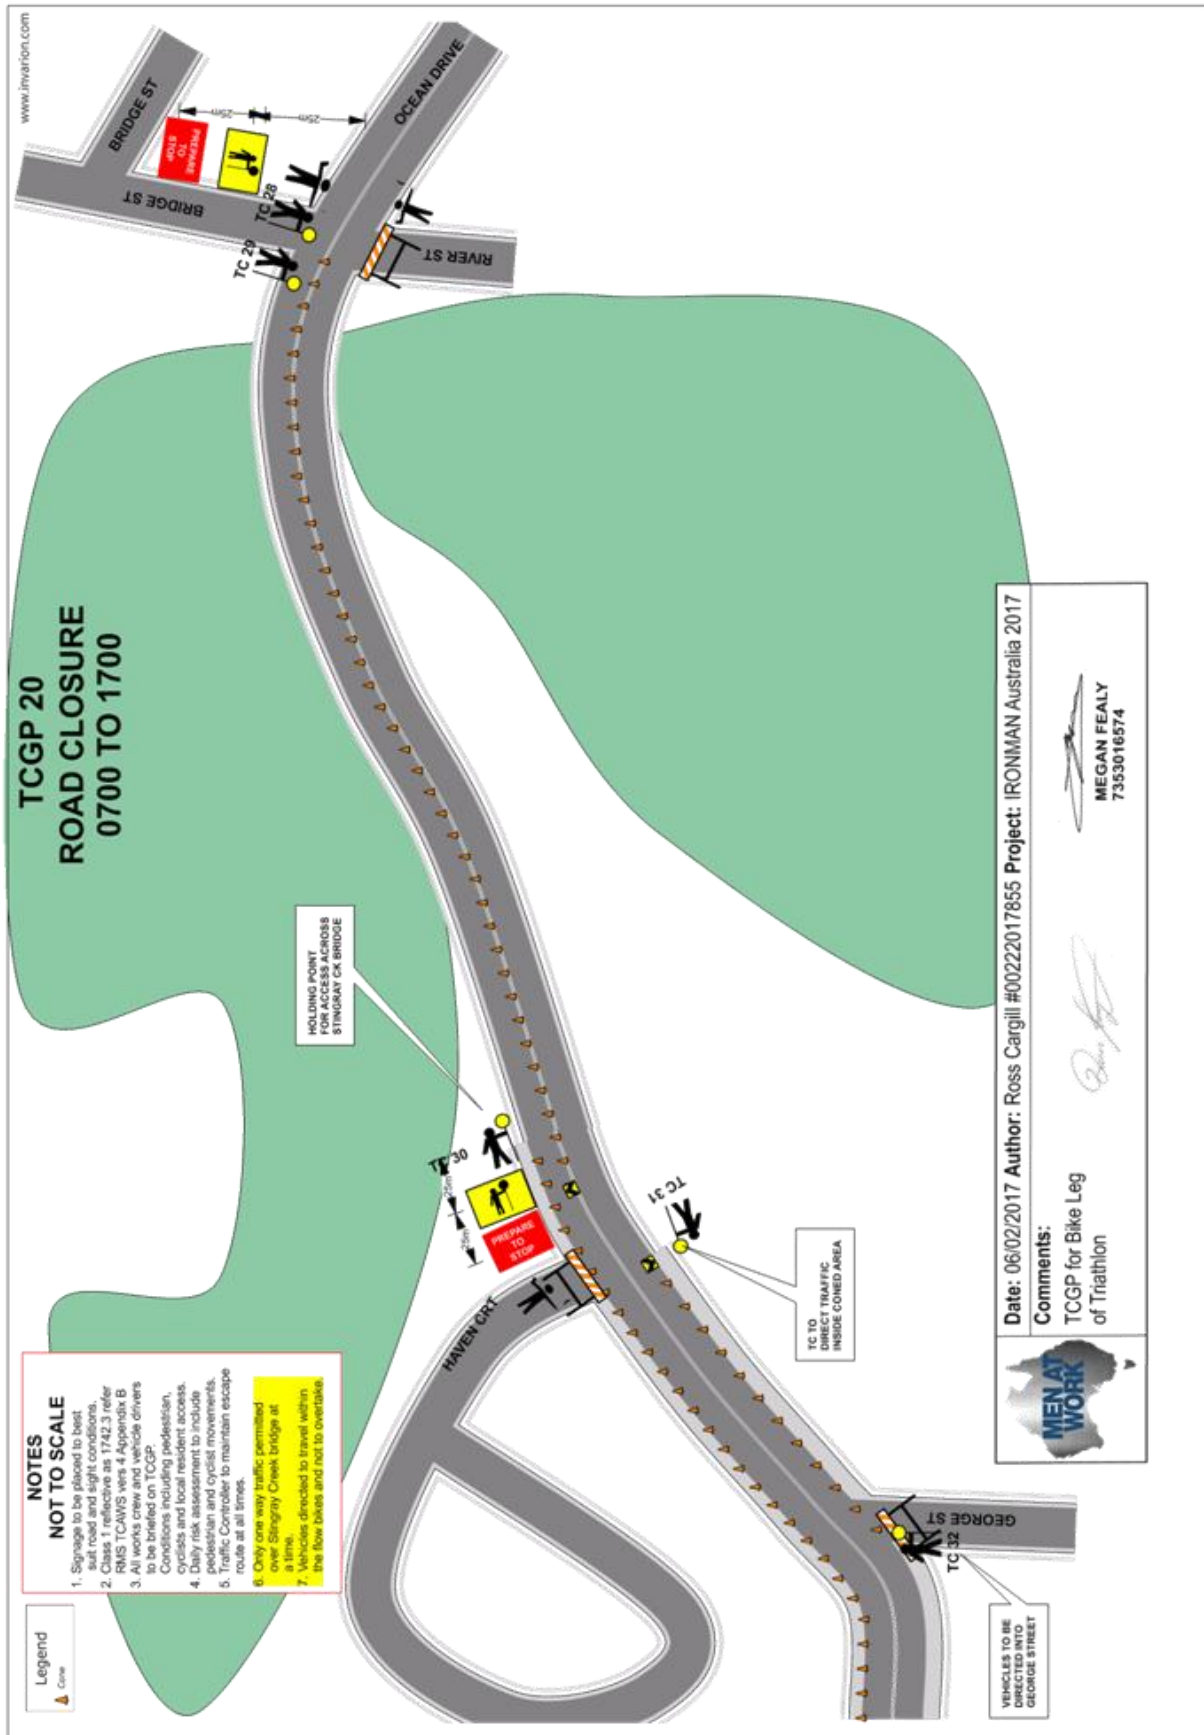 www.invarion.com
TCGP 20
ROAD CLOSURE
0700 TO 1700
Legend
Cone
NOTES
NOT TO SCALE
1. Signage to be placed to best
suit road and sight conditions.
2. Class 1 reflective as 1742.3 refer
RMS TCAWS vers 4 Appendix B
3. All works crew and vehicle drivers
to be briefed on TCGP.
Conditions including pedestrian,
cyclists and local resident access.
4. Daily risk assessment to include
pedestrian and cyclist movements.
5. Traffic Controller to maintain escape
route at all times.
6. Only one way traffic permitted
over Stingray Creek bridge at
a time.
7. Vehicles directed to travel within
the flow bikes and not to overtake.
HOLDING POINT
FOR ACCESS ACROSS
STINGRAY CK BRIDGE
BRIDGE ST
BRIDGE ST
PREPARE
TO
STOP
25m
25m
OCEAN DRIVE
TC 28
TC 29
RIVER ST
TC 30
25m
25m
PREPARE
TO
STOP
HAVEN CRT
TC 31
TC TO
DIRECT TRAFFIC
INSIDE CONED AREA
GEORGE ST
TC 32
VEHICLES TO BE
DIRECTED INTO
GEORGE STREET
MEN AT
WORK
Date: 06/02/2017 Author: Ross Cargill #00222017855 Project: IRONMAN Australia 2017
Comments:
TCGP for Bike Leg
of Triathlon
MEGAN FEALY
7353016574